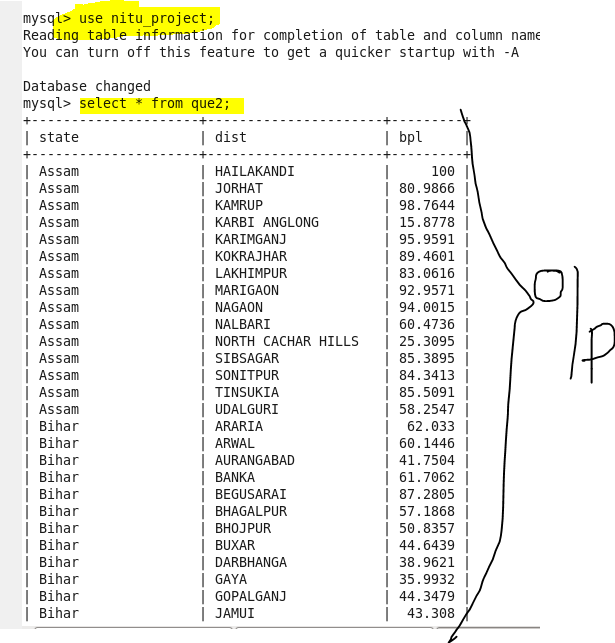 mysql> use nitu_project;
Reading table information for completion of table and column name
You can turn off this feature to get a quicker startup with -A
Database changed
mysql> select * from que2;
+----------------------+----------------------+---------+
| state | dist | bpl |
+----------------------+----------------------+---------+
| Assam | HAILAKANDI | 100 |
| Assam | JORHAT | 80.9866 |
| Assam | KAMRUP | 98.7644 |
| Assam | KARBI ANGLONG | 15.8778 |
| Assam | KARIMGANJ | 95.9591 |
| Assam | KOKRAJHAR | 89.4601 |
| Assam | LAKHIMPUR | 83.0616 |
| Assam | MARIGAON | 92.9571 |
| Assam | NAGAON | 94.0015 |
| Assam | NALBARI | 60.4736 |
| Assam | NORTH CACHAR HILLS | 25.3095 |
| Assam | SIBSAGAR | 85.3895 |
| Assam | SONITPUR | 84.3413 |
| Assam | TINSUKIA | 85.5091 |
| Assam | UDALGURI | 58.2547 |
| Bihar | ARARIA | 62.033 |
| Bihar | ARWAL | 60.1446 |
| Bihar | AURANGABAD | 41.7504 |
| Bihar | BANKA | 61.7062 |
| Bihar | BEGUSARAI | 87.2805 |
| Bihar | BHAGALPUR | 57.1868 |
| Bihar | BHOJPUR | 50.8357 |
| Bihar | BUXAR | 44.6439 |
| Bihar | DARBHANGA | 38.9621 |
| Bihar | GAYA | 35.9932 |
| Bihar | GOPALGANJ | 44.3479 |
| Bihar | JAMUI | 43.308 |
O/P